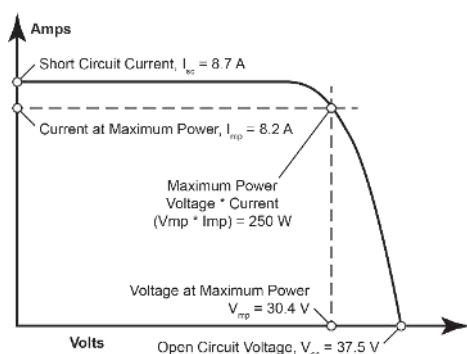 Amps
Short Circuit Current, Isc = 8.7 A
Current at Maximum Power, Imp = 8.2 A
Maximum Power
Voltage * Current
(Vmp * Imp) = 250 W
Voltage at Maximum Power
Vmp = 30.4 V
Volts
Open Circuit Voltage, Voc = 37.5 V